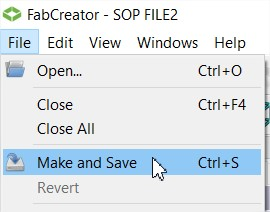 FabCreator - SOP FILE2
File Edit View Windows Help
Open... Ctrl+O
Close Ctrl+F4
Close All
Make and Save Ctrl+S
Revert